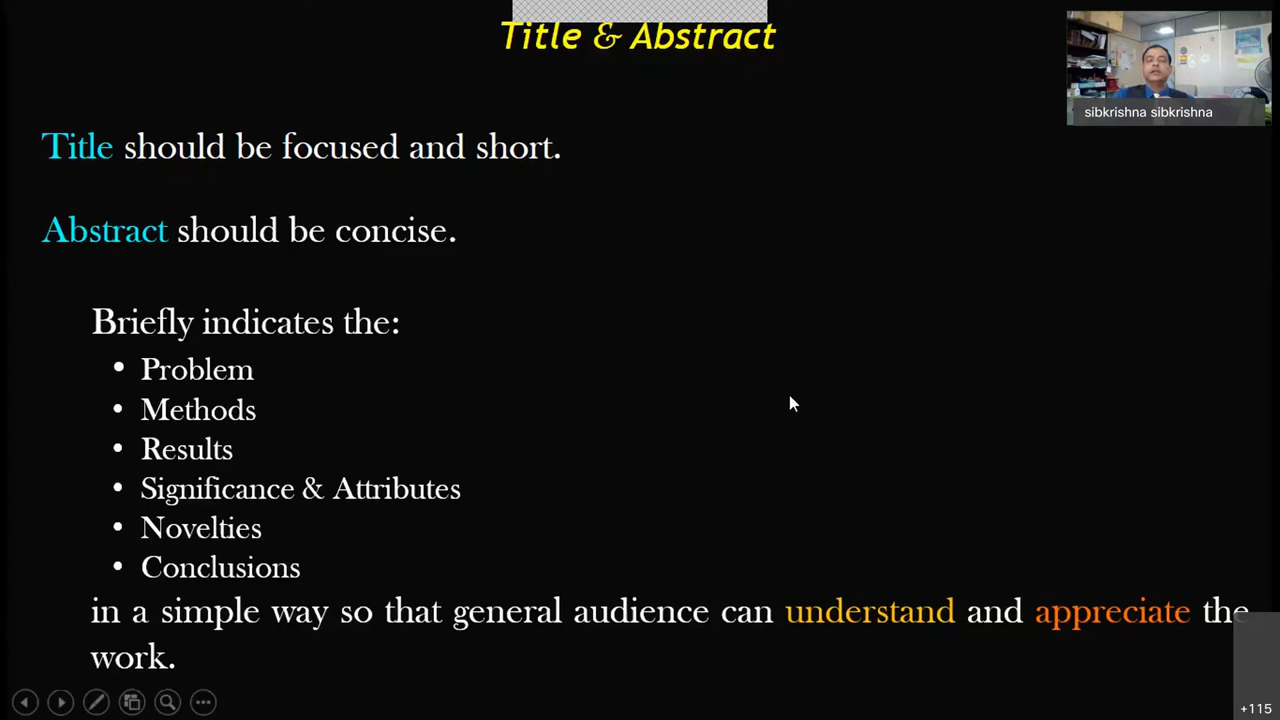 Title & Abstract
sibkrishna sibkrishna
Title should be focused and short.
Abstract should be concise.
Briefly indicates the:
• Problem
• Methods
• Results
• Significance & Attributes
• Novelties
• Conclusions
in a simple way so that general audience can understand and appreciate the
work.
+115